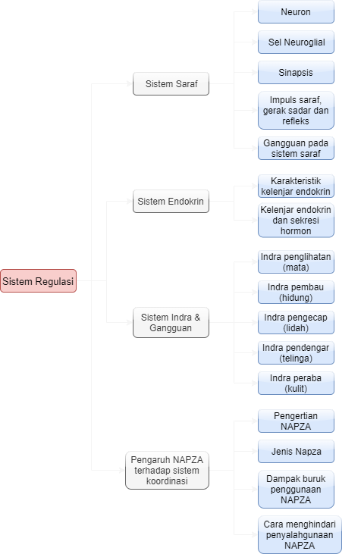 Sistem Regulasi
Sistem Saraf
Neuron
Sel Neuroglial
Sinapsis
Impuls saraf,
gerak sadar dan
refleks
Gangguan pada
sistem saraf
Sistem Endokrin
Karakteristik
kelenjar endokrin
Kelenjar endokrin
dan sekresi
hormon
Sistem Indra &
Gangguan
Indra penglihatan
(mata)
Indra pembau
(hidung)
Indra pengecap
(lidah)
Indra pendengar
(telinga)
Indra peraba
(kulit)
Pengaruh NAPZA
terhadap sistem
koordinasi
Pengertian
NAPZA
Jenis Napza
Dampak buruk
penggunaan
NAPZA
Cara menghindari
penyalahgunaan
NAPZA